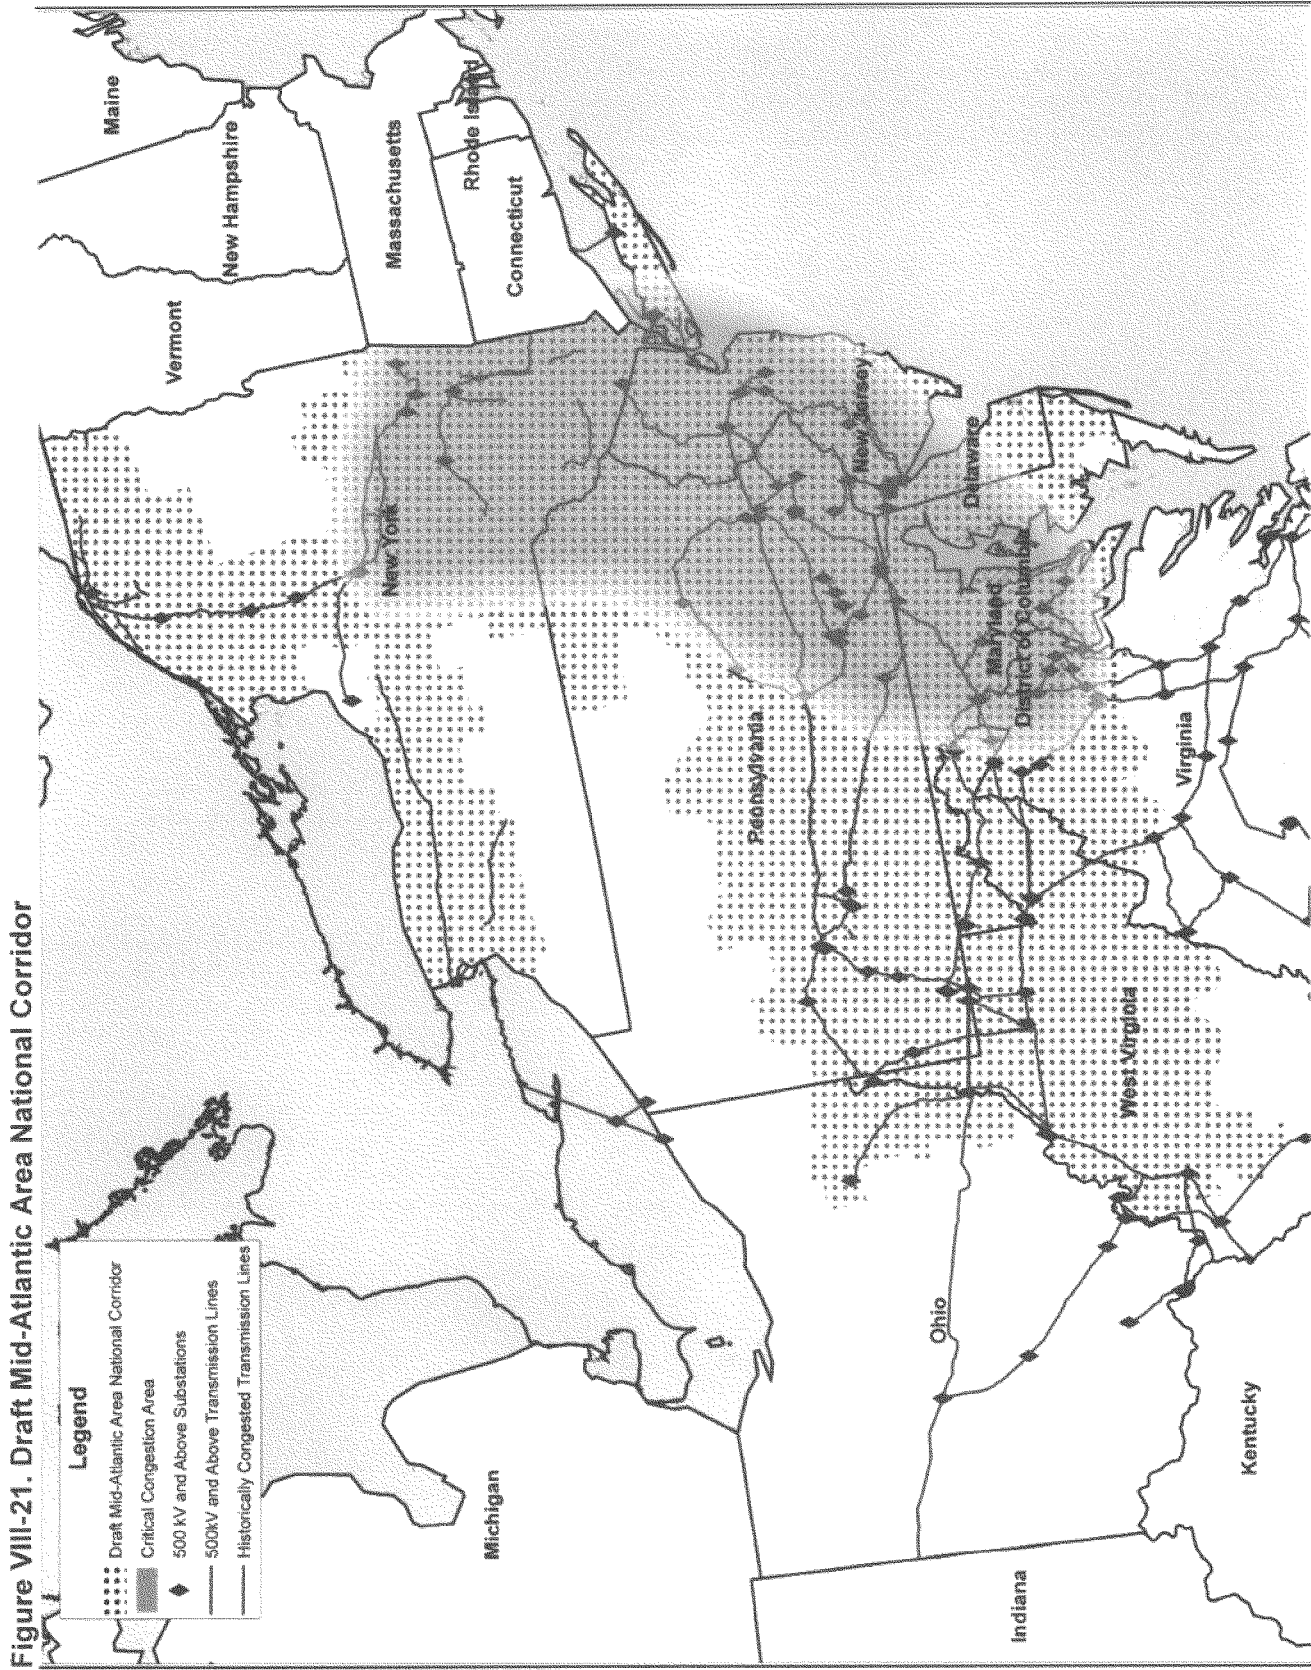 Figure VIII-21. Draft Mid-Atlantic Area National Corridor
Legend
Draft Mid-Atlantic Area National Corridor
Critical Congestion Area
500 kV and Above Substations
500kV and Above Transmission Lines
Historically Congested Transmission Lines
Maine
New Hampshire
Vermont
Massachusetts
Rhode Island
Connecticut
New York
New Jersey
Pennsylvania
Delaware
Maryland
District of Columbia
Virginia
West Virginia
Ohio
Michigan
Indiana
Kentucky